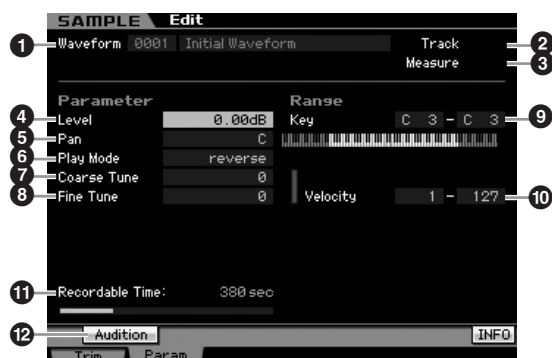 SAMPLE Edit
1 Waveform 0001 Initial Waveform Track 2
Measure 3
Parameter Range
4 Level 0.00dB Key C 3 - C 3 9
5 Pan C
6 Play Mode reverse
7 Coarse Tune 0
8 Fine Tune 0 Velocity 1 - 127 10
11 Recordable Time: 380 sec
12 Audition INFO
Trim Param